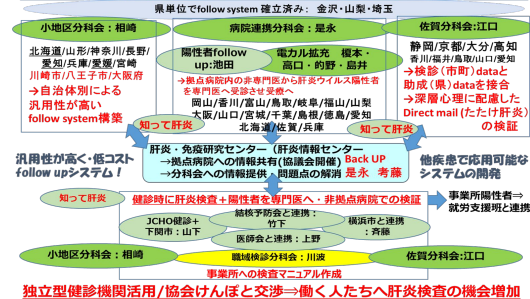 県単位でfollow system 確立済み:　金沢・山梨・埼玉
小地区分科会：相崎
北海道/山形/神奈川/長野/
愛知/兵庫/愛媛/宮崎
川崎市/八王子市/大阪府
→自治体別による
汎用性が高い
follow system構築
病院連携分科会：是永
陽性者follow
up:池田
電カル拡充　榎本・
高口・的野・島井
→拠点病院内の非専門医から肝炎ウイルス陽性者
を専門医へ受診させ受療へ
岡山/香川/富山/鳥取/岐阜/福山/山梨
大阪/山口/宮城/千葉/島根/徳島/愛知
北海道/佐賀/兵庫
佐賀分科会:江口
静岡/京都/大分/高知
香川/福井/鳥取/山口/愛知
→検診（市町）dataと
助成（県）dataを接合
→深層心理に配慮した
Direct mail (たたけ肝炎)
の検証
知って肝炎
知って肝炎
汎用性が高く・低コスト
follow upシステム！
肝炎・免疫研究センター（肝炎情報センター
→拠点病院への情報共有(協議会開催)
→分科会への情報提供・問題点の解消
Back UP
是永　考藤
他疾患で応用可能な
システムの開発
知って肝炎
健診時に肝炎検査＋陽性者を専門医へ・非拠点病院での検証
事業所陽性者⇒
就労支援班と連携
JCHO健診＋
下関市：山下
結核予防会と連携：
竹下
横浜市と連携
：斉藤
医師会と連携：上野
小地区分科会：相崎
職域検診分科会：川波
佐賀分科会:江口
事業所への検査マニュアル作成
独立型健診機関活用/協会けんぽと交渉⇒働く人たちへ肝炎検査の機会増加